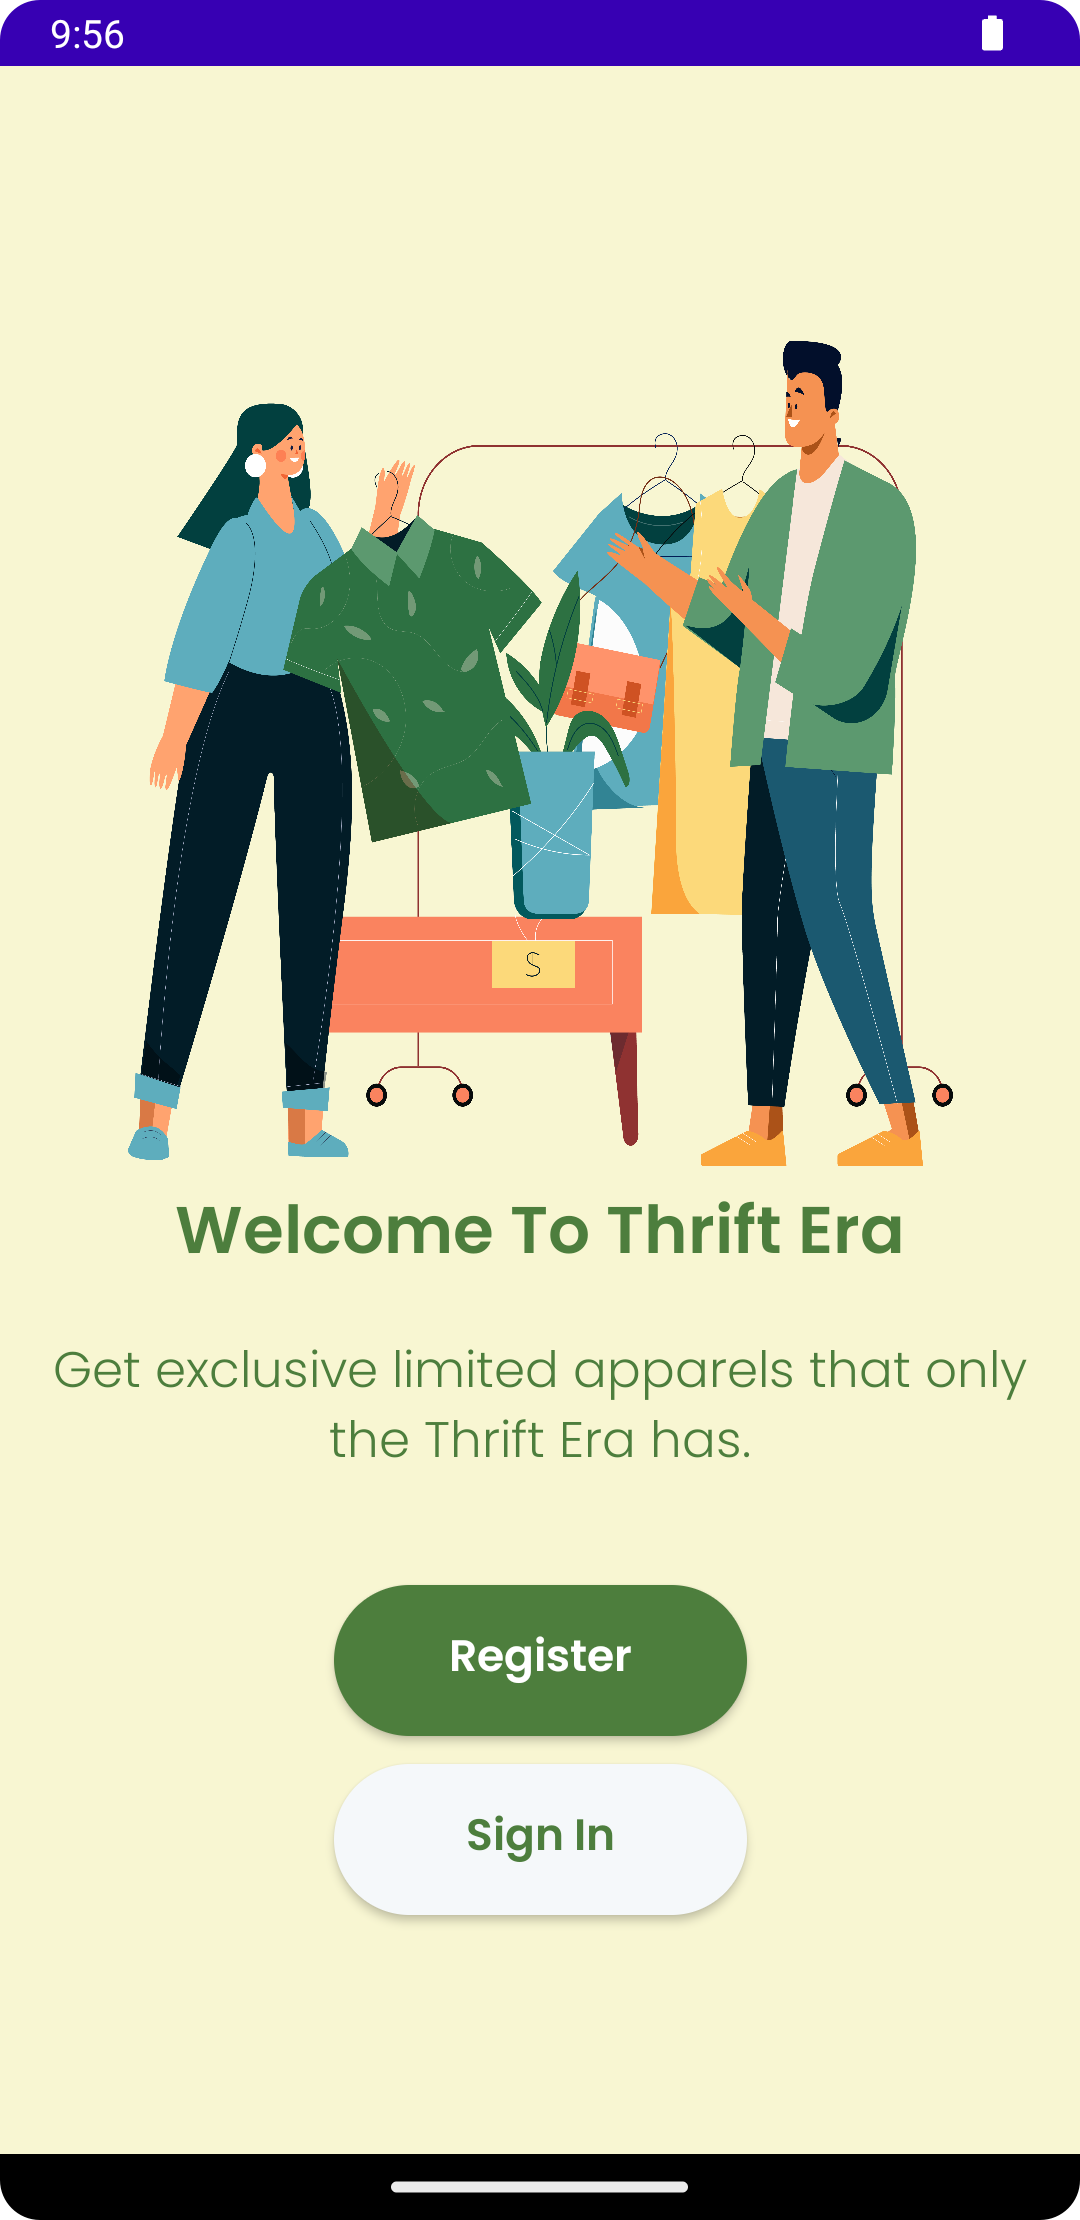 9:56
$
Welcome To Thrift Era
Get exclusive limited apparels that only
the Thrift Era has.
Register
Sign In